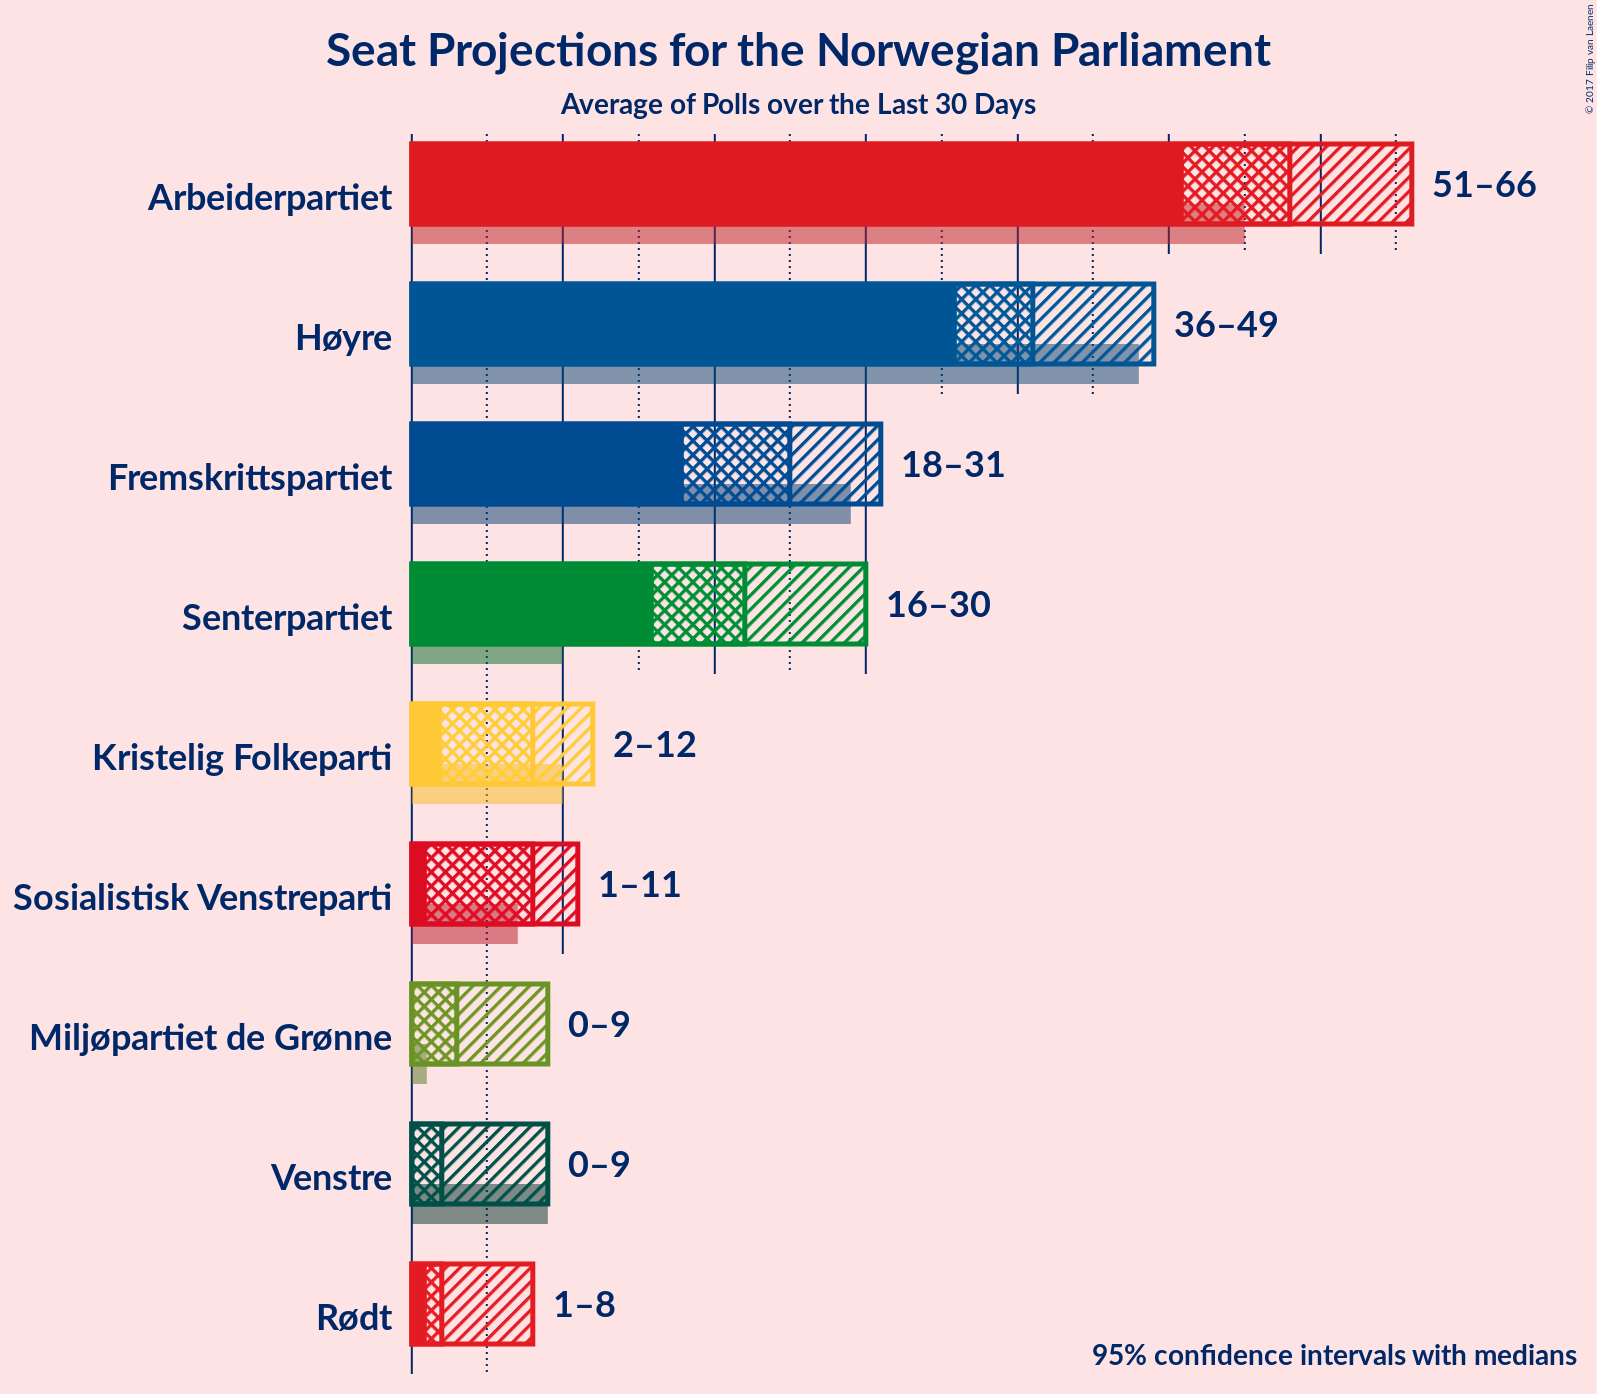 Seat Projections for the Norwegian Parliament
Average of Polls over the Last 30 Days
© 2017 Filip van Laenen
Arbeiderpartiet 51–66
Høyre 36–49
Fremskrittspartiet 18–31
Senterpartiet 16–30
Kristelig Folkeparti 2–12
Sosialistisk Venstreparti 1–11
Miljøpartiet de Grønne 0–9
Venstre 0–9
Rødt 1–8
95% confidence intervals with medians